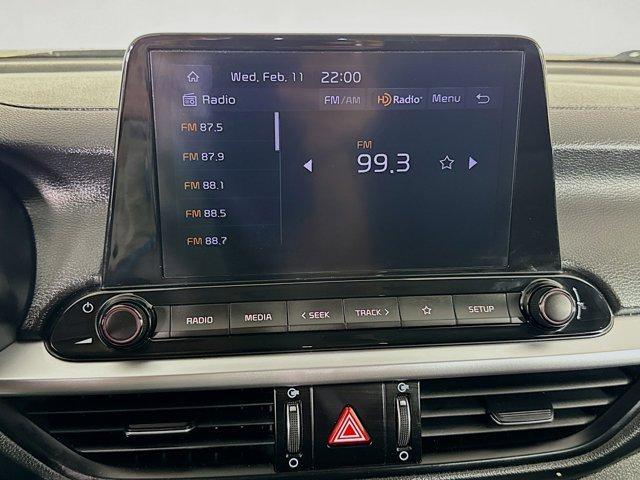 Wed, Feb. 11 22:00
Radio FM/AM HD Radio Menu
FM 87.5
FM 87.9
FM 88.1
FM 88.5
FM 88.7
FM
99.3
RADIO MEDIA < SEEK TRACK > SETUP